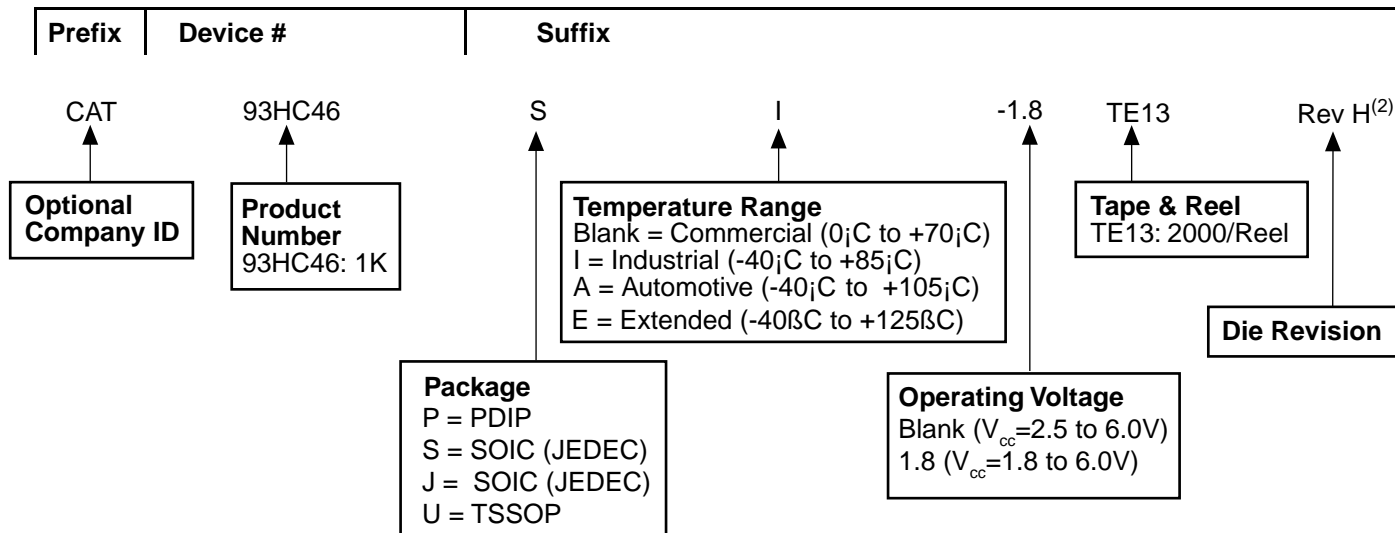 Prefix Device # Suffix
CAT 93HC46 S I -1.8 TE13 Rev H(2)
Optional
Company ID
Product
Number
93HC46: 1K
Temperature Range
Blank = Commercial (0¡C to +70¡C)
I = Industrial (-40¡C to +85¡C)
A = Automotive (-40¡C to +105¡C)
E = Extended (-40ßC to +125ßC)
Tape & Reel
TE13: 2000/Reel
Die Revision
Package
P = PDIP
S = SOIC (JEDEC)
J = SOIC (JEDEC)
U = TSSOP
Operating Voltage
Blank (Vcc=2.5 to 6.0V)
1.8 (Vcc=1.8 to 6.0V)